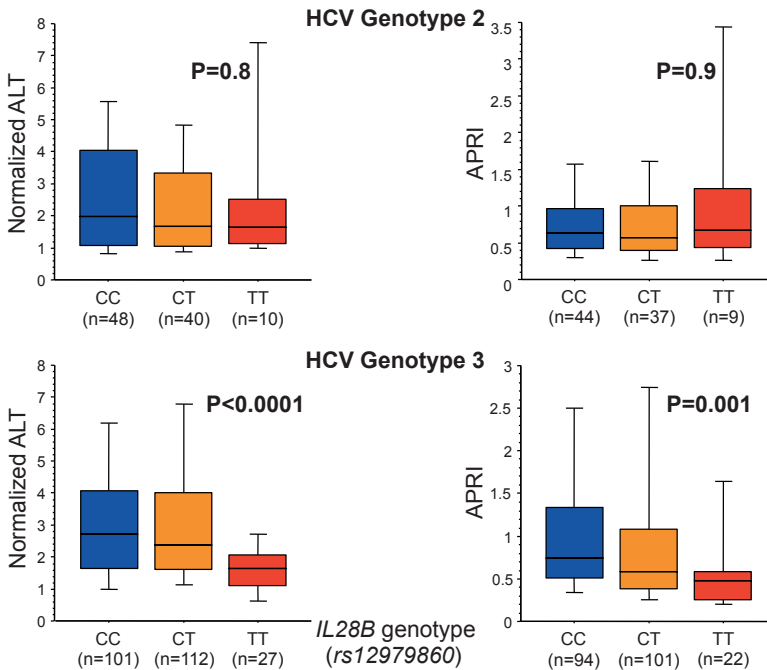 HCV Genotype 2
Normalized ALT
8
7
6
5
4
3
2
1
0
P=0.8
CC CT TT
(n=48) (n=40) (n=10)
APRI
3.5
3
2.5
2
1.5
1
0.5
0
P=0.9
CC CT TT
(n=44) (n=37) (n=9)
HCV Genotype 3
Normalized ALT
8
7
6
5
4
3
2
1
0
P<0.0001
CC CT TT
(n=101) (n=112) (n=27)
APRI
3
2.5
2
1.5
1
0.5
0
P=0.001
CC CT TT
(n=94) (n=101) (n=22)
IL28B genotype
(rs12979860)